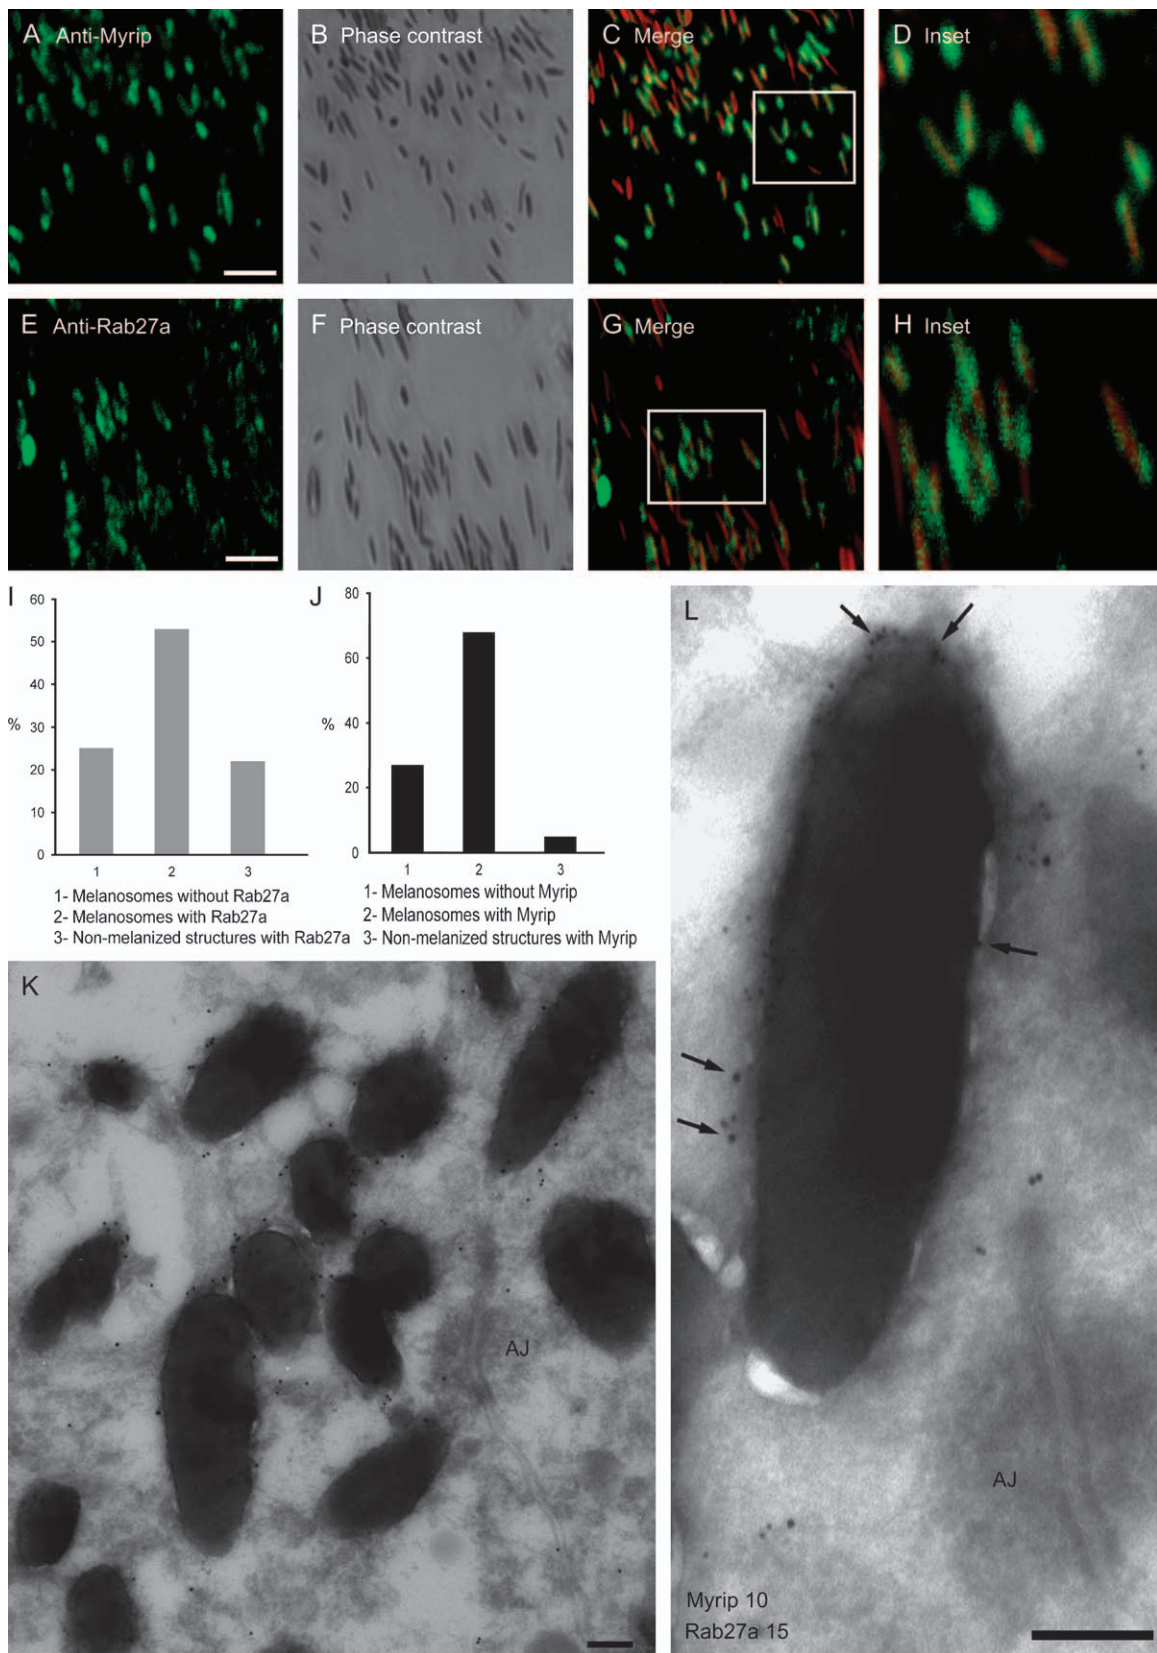 A Anti-Myrip
B Phase contrast
C Merge
D Inset
E Anti-Rab27a
F Phase contrast
G Merge
H Inset
I
60
50
40
%
30
20
10
0
1 2 3
1- Melanosomes without Rab27a
2- Melanosomes with Rab27a
3- Non-melanized structures with Rab27a
J
80
60
%
40
20
0
1 2 3
1- Melanosomes without Myrip
2- Melanosomes with Myrip
3- Non-melanized structures with Myrip
K
AJ
L
AJ
Myrip 10
Rab27a 15